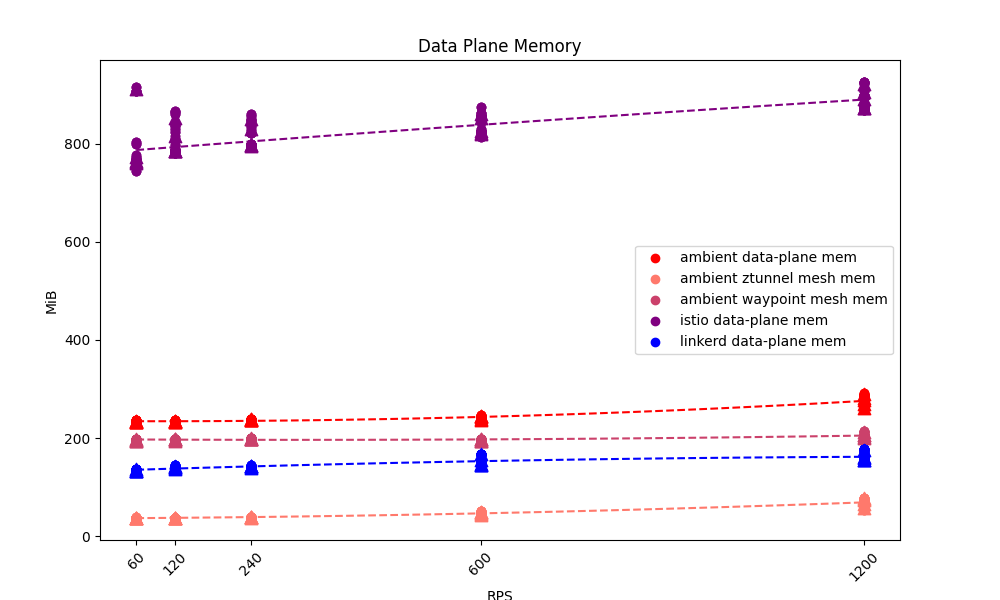 Data Plane Memory
MiB
800
600
400
200
0
ambient data-plane mem
ambient ztunnel mesh mem
ambient waypoint mesh mem
istio data-plane mem
linkerd data-plane mem
60
120
240
600
1200
RPS